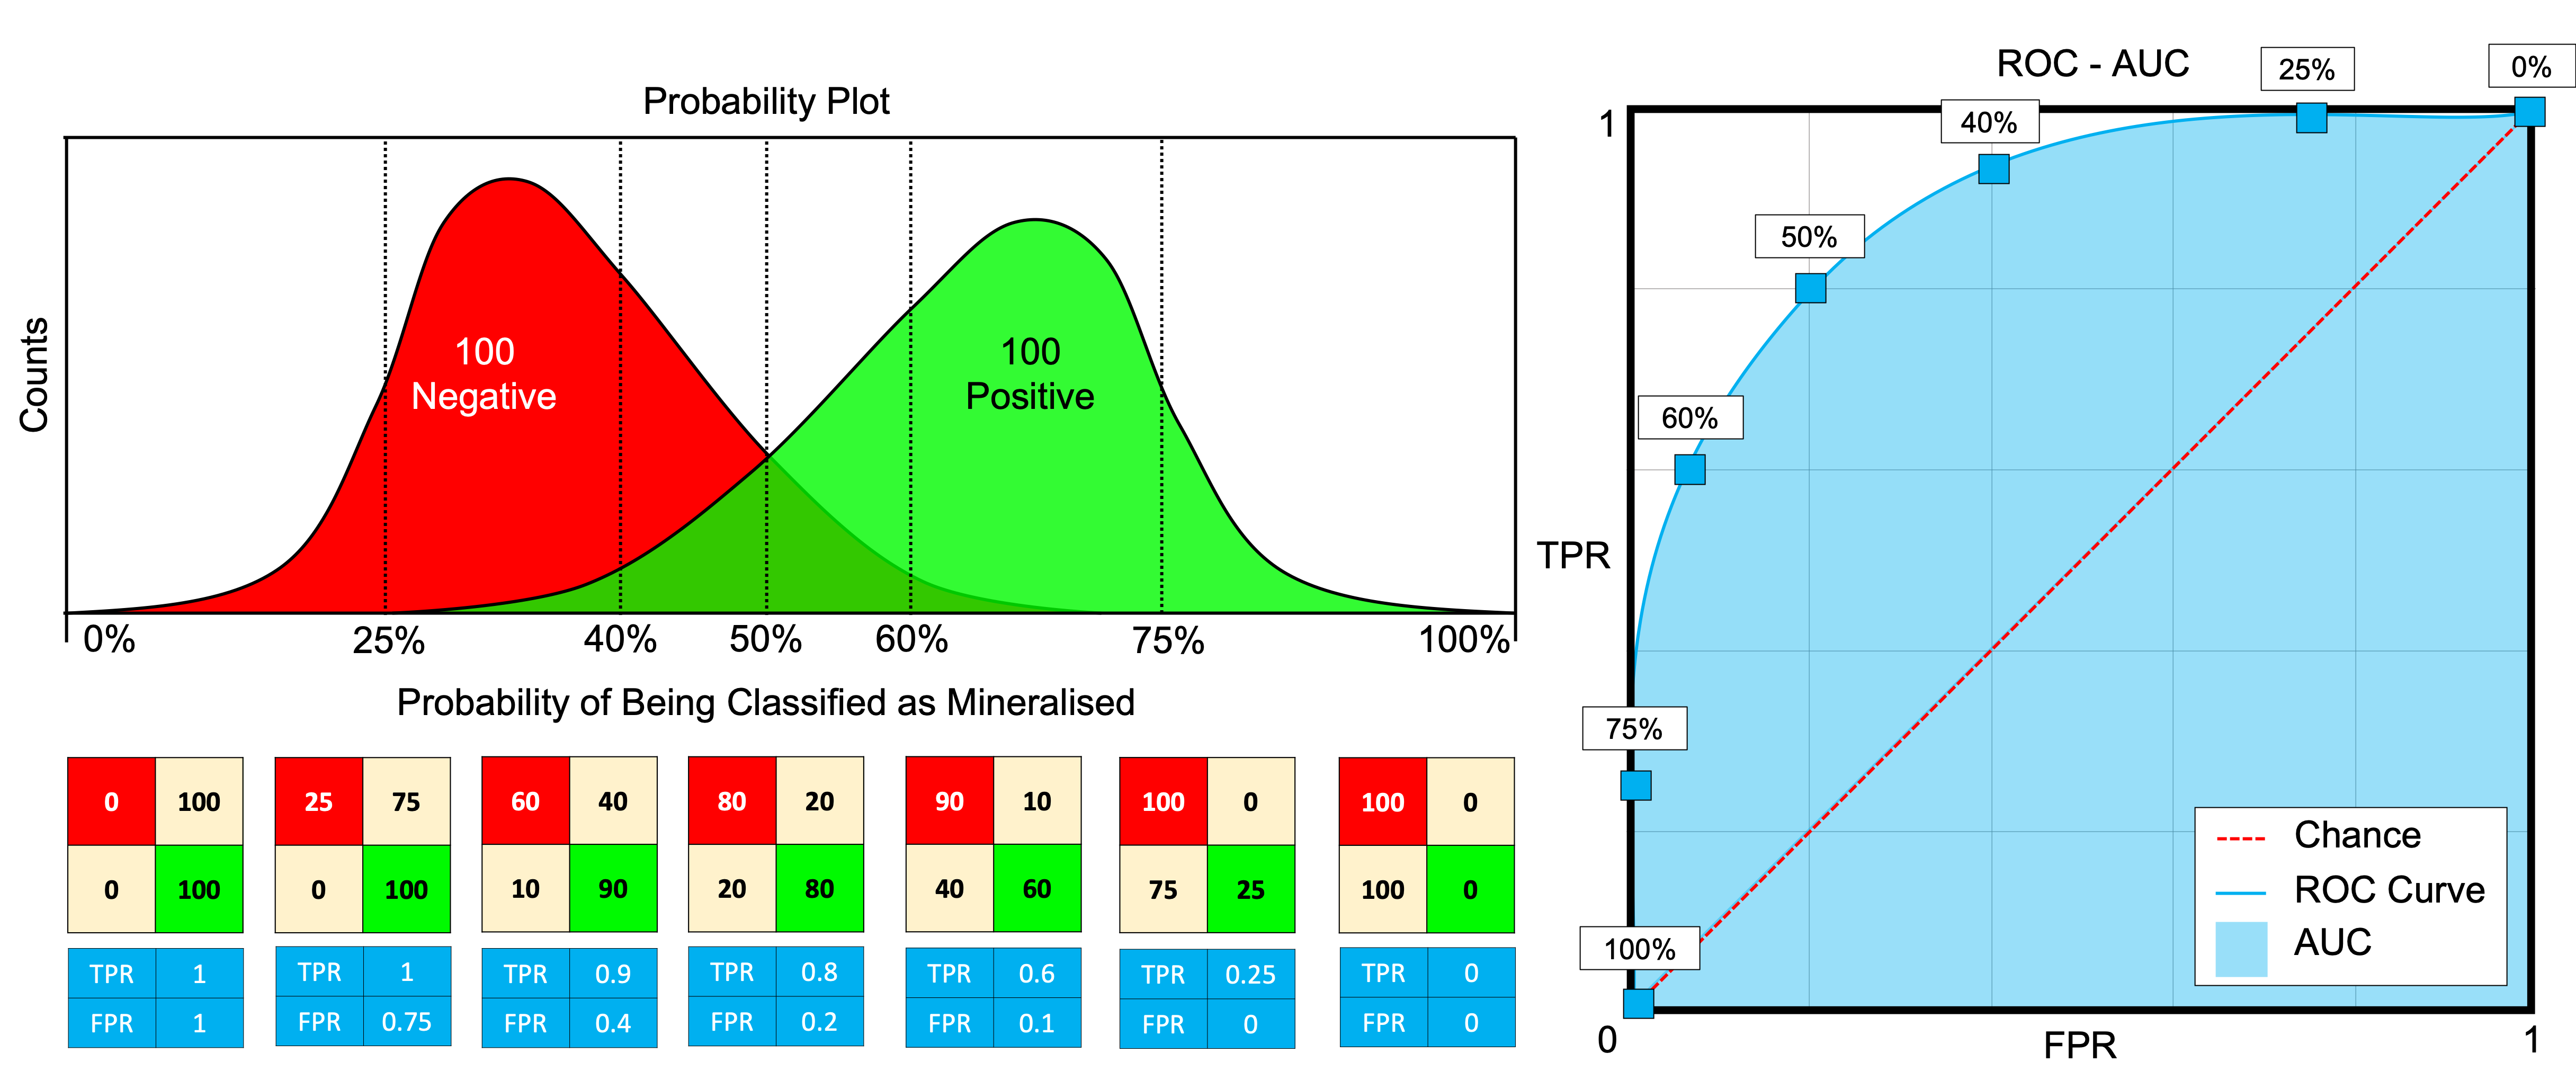 Probability Plot
Counts
100
Negative
100
Positive
0% 25% 40% 50% 60% 75% 100%
Probability of Being Classified as Mineralised
0 100
0 100
TPR 1
FPR 1
25 75
0 100
TPR 1
FPR 0.75
60 40
10 90
TPR 0.9
FPR 0.4
80 20
20 80
TPR 0.8
FPR 0.2
90 10
40 60
TPR 0.6
FPR 0.1
100 0
75 25
TPR 0.25
FPR 0
100 0
100 0
TPR 0
FPR 0
ROC - AUC
0%
25%
40%
50%
60%
75%
100%
1
TPR
0
FPR
1
Chance
ROC Curve
AUC